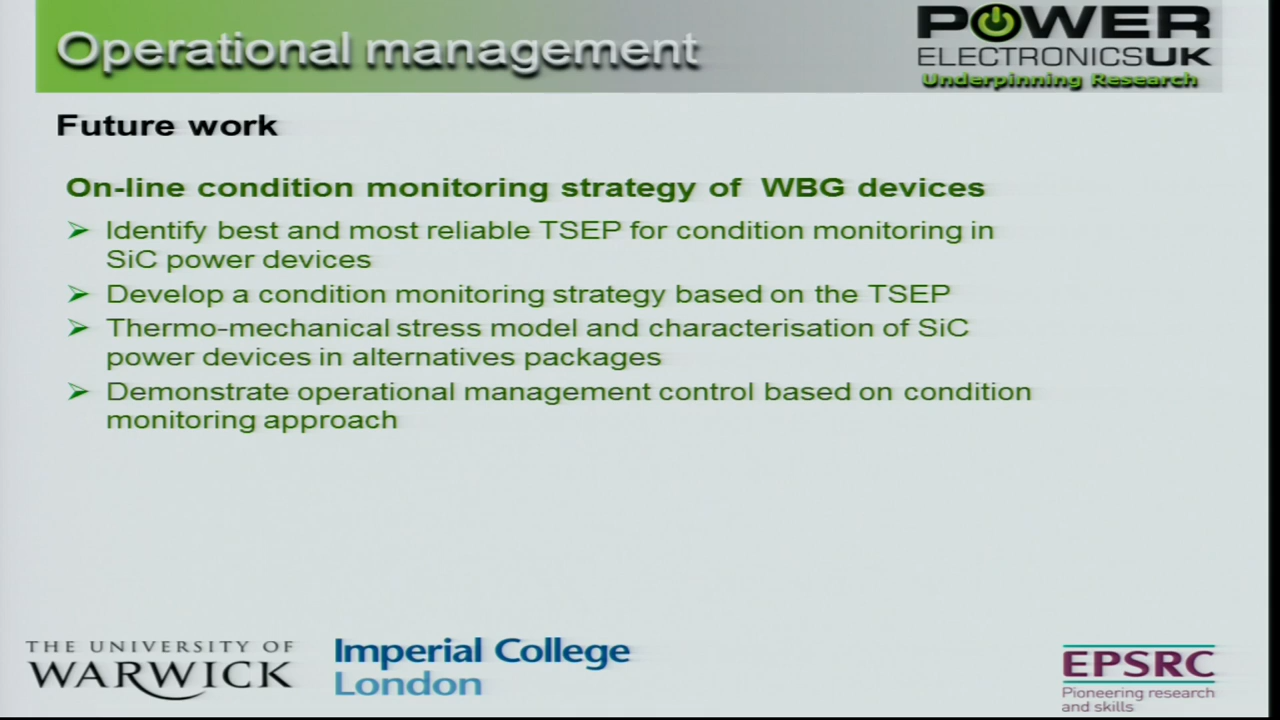 Operational management
POWER
ELECTRONICSUK
Underpinning Research
Future work
On-line condition monitoring strategy of WBG devices
Identify best and most reliable TSEP for condition monitoring in
SiC power devices
Develop a condition monitoring strategy based on the TSEP
Thermo-mechanical stress model and characterisation of SiC
power devices in alternatives packages
Demonstrate operational management control based on condition
monitoring approach
THE UNIVERSITY OF
WARWICK
Imperial College
London
EPSRC
Pioneering research
and skills